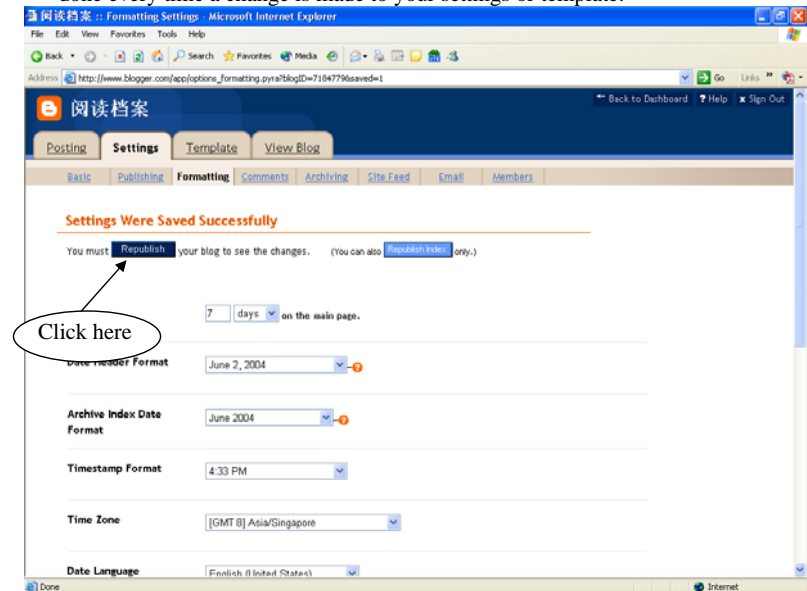 done every time a change is made to your settings or template.
阅读档案 :: Formatting Settings - Microsoft Internet Explorer
File Edit View Favorites Tools Help
Back Search Favorites Media
Address http://www.blogger.com/app/options_formatting.pyra?blogID=7184779&saved=1 Go Links »
阅读档案
Back to Dashboard ? Help x Sign Out
Posting Settings Template View Blog
Basic Publishing Formatting Comments Archiving Site Feed Email Members
Settings Were Saved Successfully
You must Republish your blog to see the changes. (You can also Republish Index only.)
7 days on the main page.
Click here
Date Header Format June 2, 2004 ?
Archive Index Date Format June 2004 ?
Timestamp Format 4:33 PM
Time Zone [GMT 8] Asia/Singapore
Date Language English (United States)
Done Internet